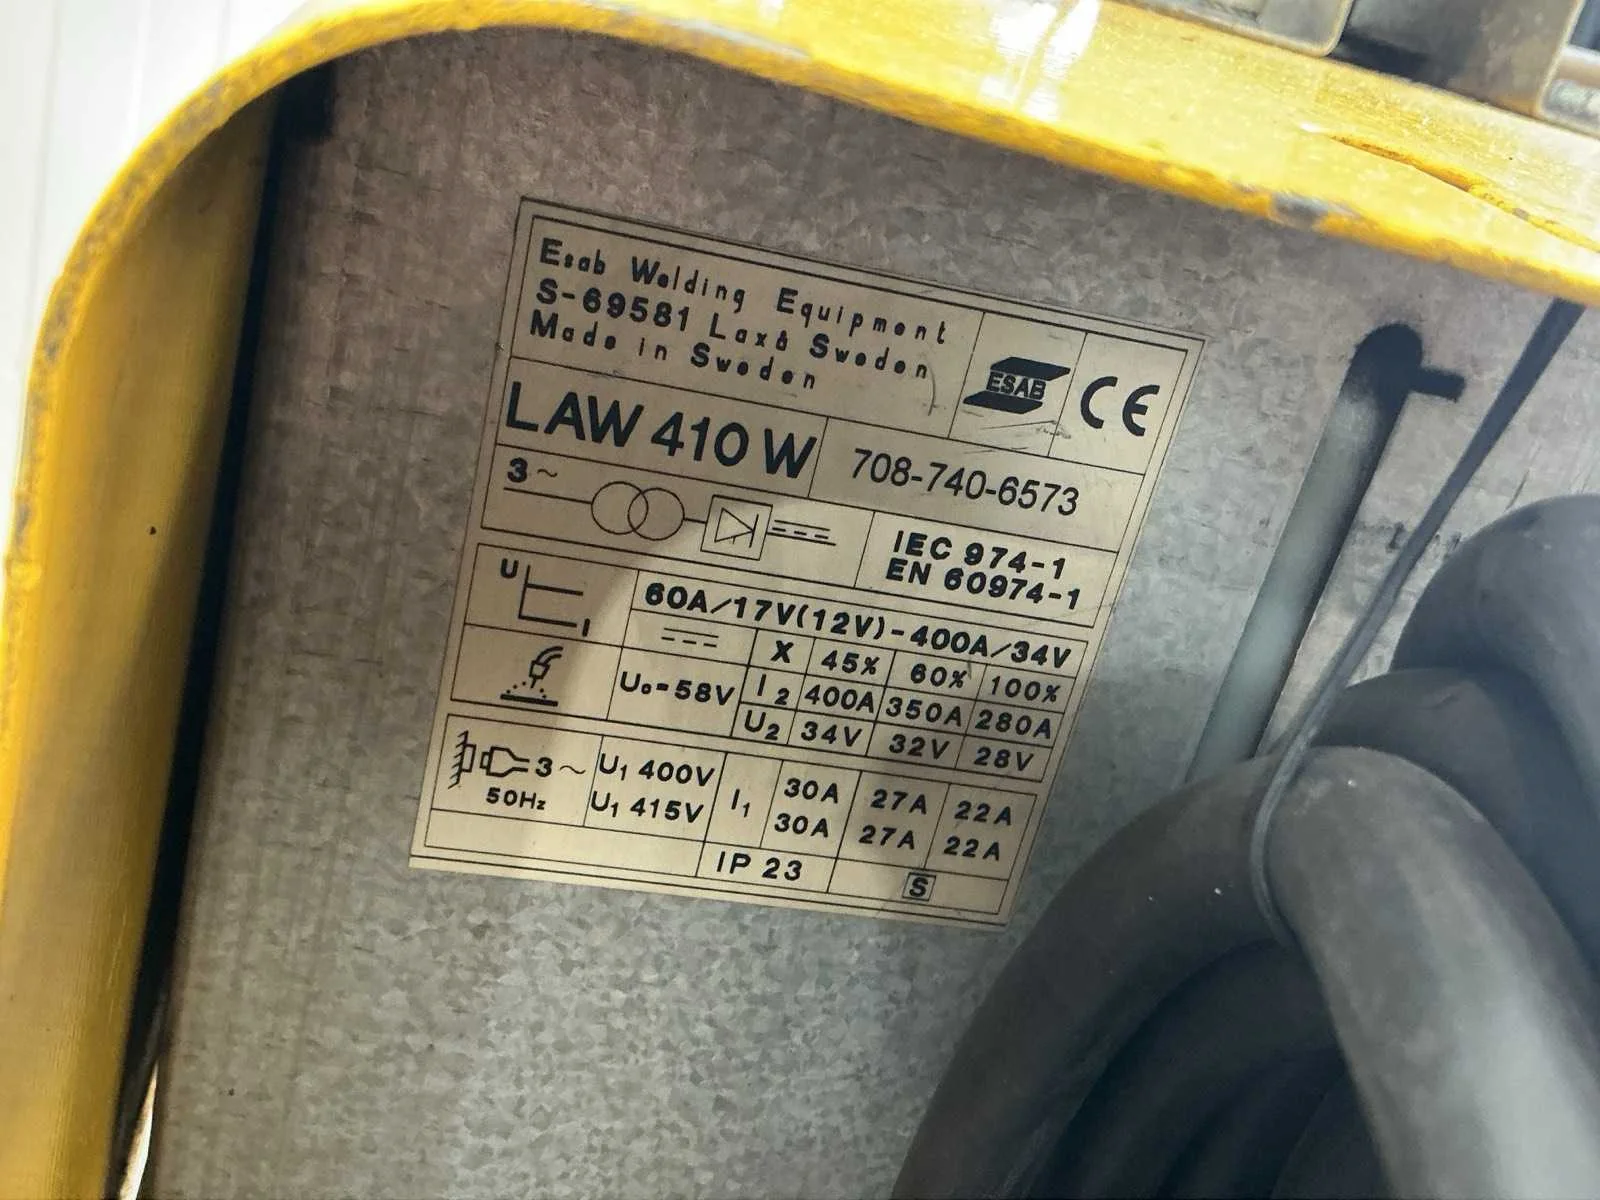 Esab Welding Equipment
S-69581 Laxå Sweden
Made in Sweden
ESAB
CE
LAW 410 W
708-740-6573
3~
IEC 974-1
EN 60974-1
U
I
60A/17V(12V)-400A/34V
X 45% 60% 100%
U₀=58V
I₂ 400A 350A 280A
U₂ 34V 32V 28V
3~
50Hz
U₁ 400V
U₁ 415V
I₁
30A 27A 22A
30A 27A 22A
IP 23
S